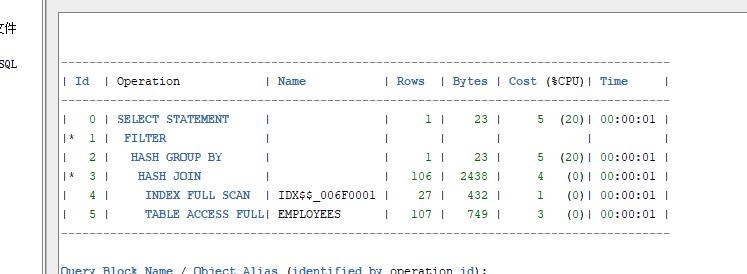 文件
SQL
--------------------------------------------------------------------------------
| Id | Operation | Name | Rows | Bytes | Cost (%CPU)| Time |
--------------------------------------------------------------------------------
| 0 | SELECT STATEMENT | | 1 | 23 | 5 (20)| 00:00:01 |
|* 1 | FILTER | | | | | |
| 2 | HASH GROUP BY | | 1 | 23 | 5 (20)| 00:00:01 |
|* 3 | HASH JOIN | | 106 | 2438 | 4 (0)| 00:00:01 |
| 4 | INDEX FULL SCAN | IDX$$_006F0001 | 27 | 432 | 1 (0)| 00:00:01 |
| 5 | TABLE ACCESS FULL| EMPLOYEES | 107 | 749 | 3 (0)| 00:00:01 |
--------------------------------------------------------------------------------
Query Block Name / Object Alias (identified by operation id):